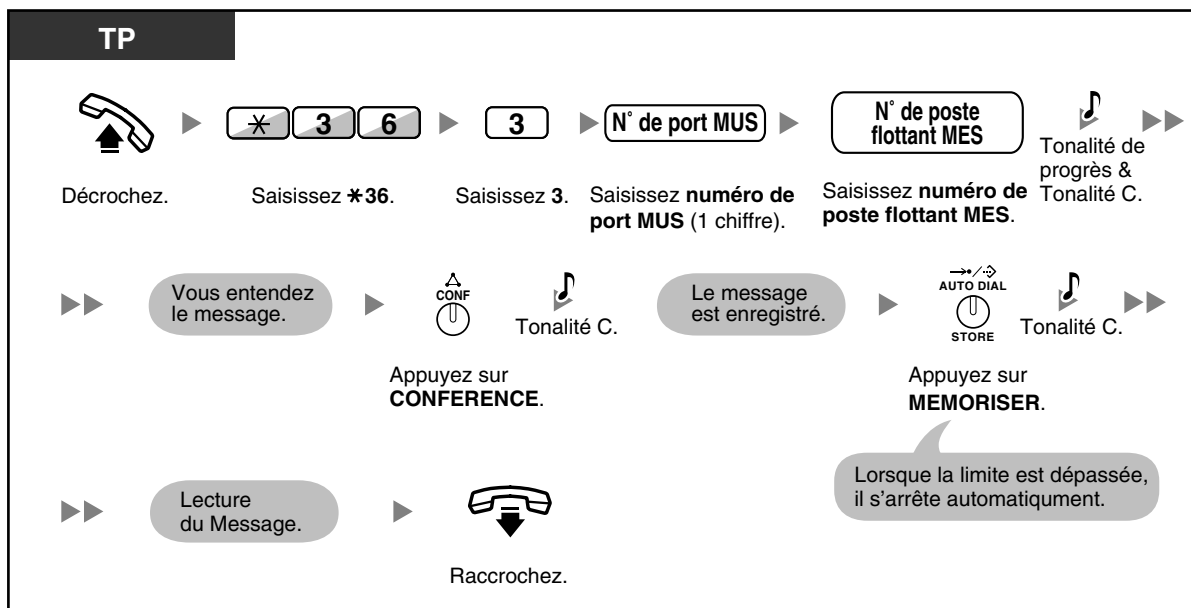 TP
✱ 3 6
3
N° de port MUS
N° de poste
flottant MES
Tonalité de
progrès &
Tonalité C.
Décrochez.
Saisissez ✱36.
Saisissez 3.
Saisissez numéro de
port MUS (1 chiffre).
Saisissez numéro de
poste flottant MES.
Vous entendez
le message.
CONF
Tonalité C.
Appuyez sur
CONFERENCE.
Le message
est enregistré.
AUTO DIAL
STORE
Tonalité C.
Appuyez sur
MEMORISER.
Lorsque la limite est dépassée,
il s'arrête automatiqument.
Lecture
du Message.
Raccrochez.